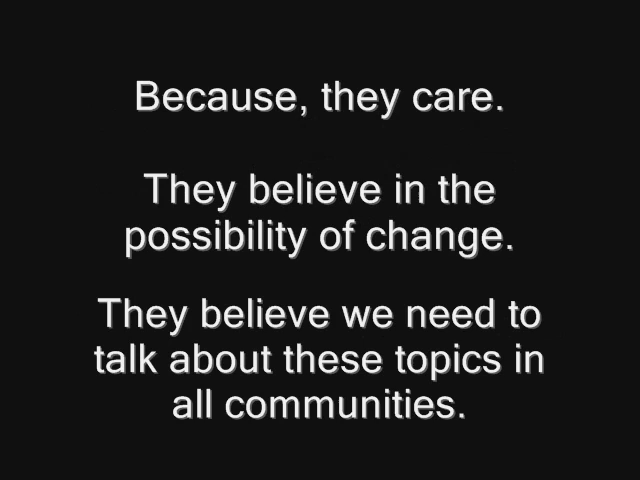 Because, they care.
They believe in the
possibility of change.
They believe we need to
talk about these topics in
all communities.